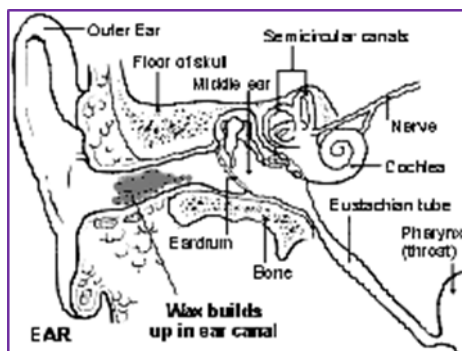 Outer Ear
Semicircular canals
Floor of skull
Middle ear
Nerve
Cochlea
Eustachian tube
Eardrum
Pharynx
(throat)
Bone
Wax builds
up in ear canal
EAR